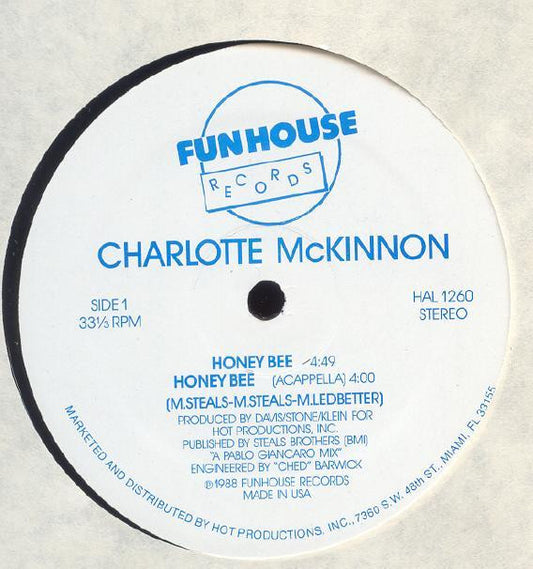 FUNHOUSE
RECORDS
CHARLOTTE McKINNON
SIDE 1
33⅓ RPM
HAL 1260
STEREO
HONEY BEE 4:49
HONEY BEE (ACAPPELLA) 4:00
(M.STEALS-M.STEALS-M.LEDBETTER)
PRODUCED BY DAVIS/STONE/KLEIN FOR
HOT PRODUCTIONS, INC.
PUBLISHED BY STEALS BROTHERS (BMI)
"A PABLO GIANCARO MIX"
ENGINEERED BY "CHED" BARWICK
℗1988 FUNHOUSE RECORDS
MADE IN USA
MARKETED AND DISTRIBUTED BY HOT PRODUCTIONS, INC., 7360 S.W. 48th ST., MIAMI, FL 33155